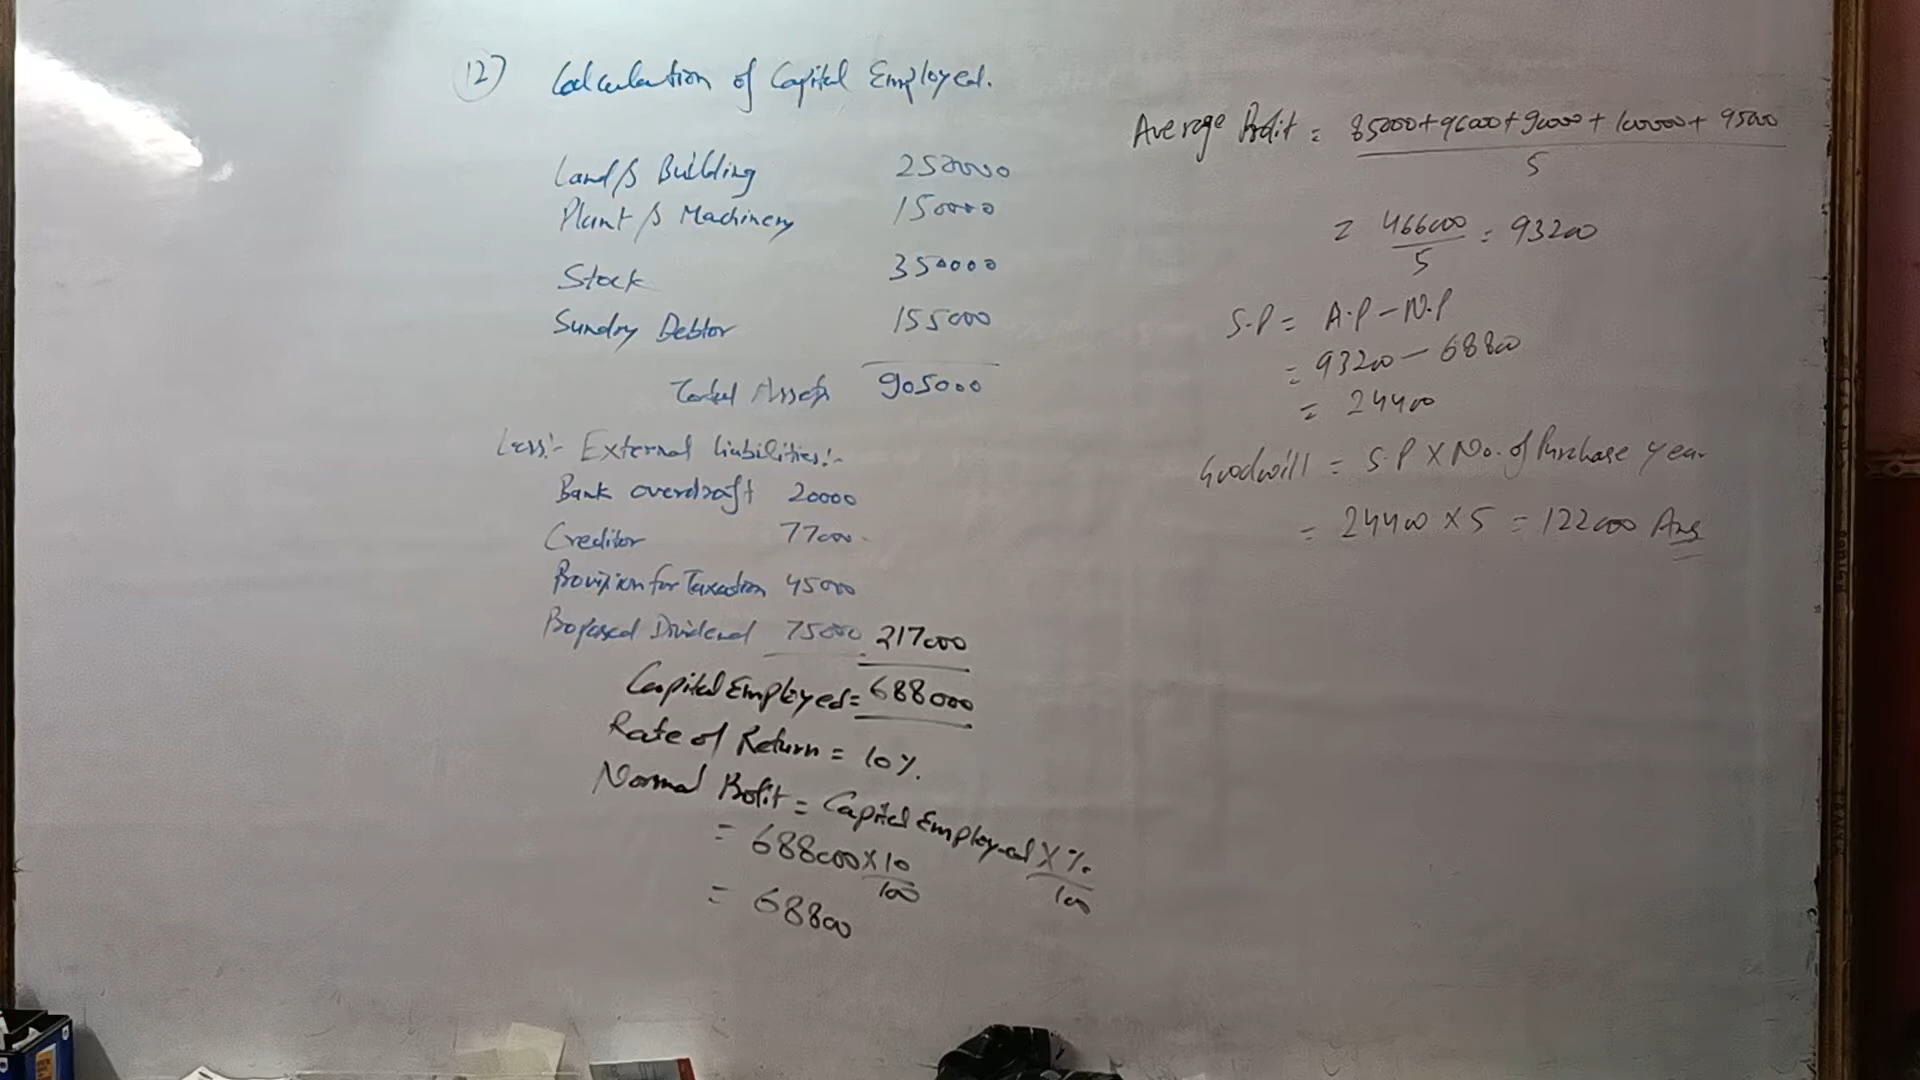 12) Calculation of Capital Employed.
Land & Building 250000
Plant & Machinery 150000
Stock 350000
Sundry Debtor 155000
Total Assets 905000
Less:- External liabilities:-
Bank overdraft 20000
Creditor 77000
Provision for Taxation 45000
Proposed Dividend 75000 217000
Capital Employed = 688000
Rate of Return = 10%.
Normal Profit = Capital Employed X %/100
= 688000 X 10/100
= 68800
Average Profit = 85000 + 96000 + 90000 + 100000 + 95000 / 5
= 466000/5 = 93200
S.P = A.P - N.P
= 93200 - 68800
= 24400
Goodwill = S.P X No. of Purchase year
= 24400 X 5 = 122000 Ans